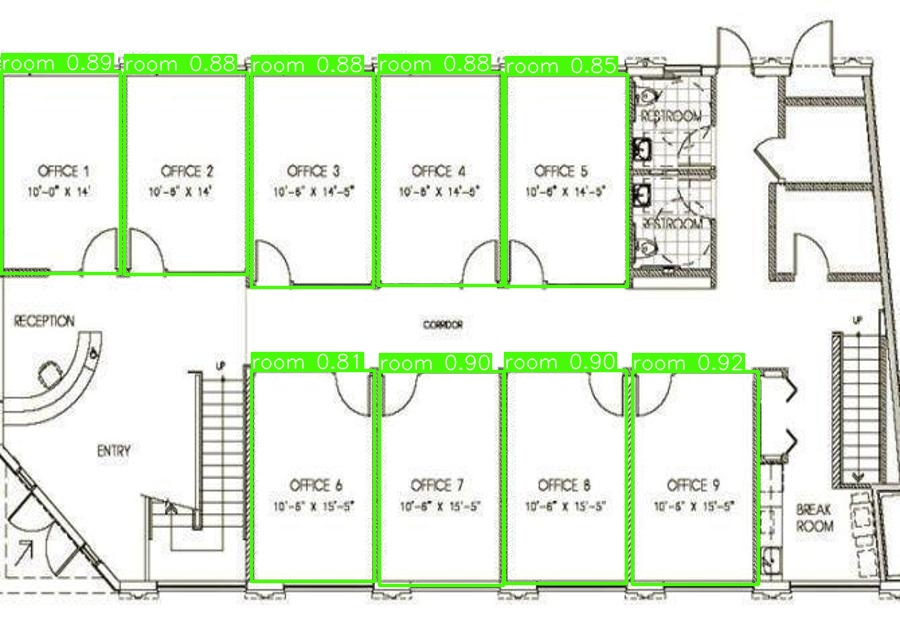 room 0.89
room 0.88
room 0.88
room 0.88
room 0.85
RESTROOM
OFFICE 1
10'-0" X 14'
OFFICE 2
10'-6" X 14'
OFFICE 3
10'-6" X 14'-5"
OFFICE 4
10'-6" X 14'-5"
OFFICE 5
10'-6" X 14'-5"
RESTROOM
RECEPTION
CORRIDOR
UP
UP
room 0.81
room 0.90
room 0.90
room 0.92
ENTRY
OFFICE 6
10'-6" X 15'-5"
OFFICE 7
10'-6" X 15'-5"
OFFICE 8
10'-6" X 15'-5"
OFFICE 9
10'-6" X 15'-5"
BREAK
ROOM